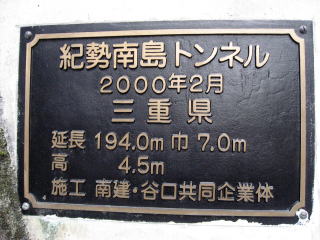 紀勢南島トンネル
2000年2月
三重県
延長 194.0m 巾 7.0m
高 4.5m
施工 南建・谷口共同企業体